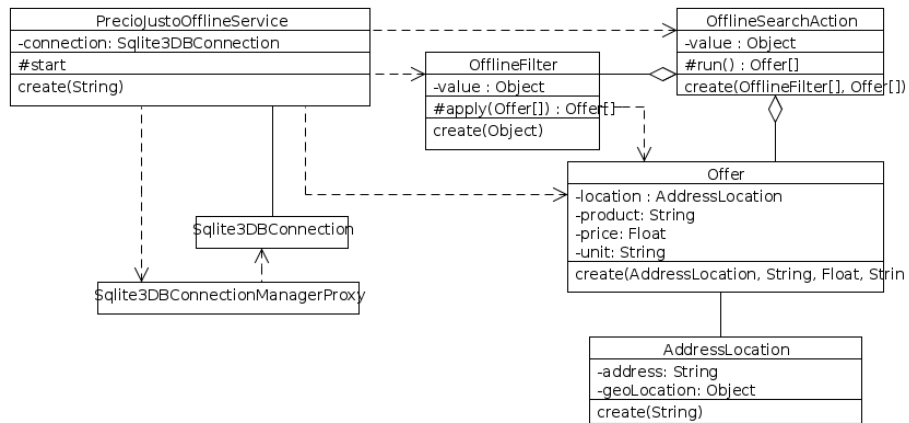 PrecioJustoOfflineService
-connection: Sqlite3DBConnection
#start
create(String)
OfflineSearchAction
-value : Object
#run() : Offer[]
create(OfflineFilter[], Offer[])
OfflineFilter
-value : Object
#apply(Offer[]) : Offer[]
create(Object)
Offer
-location : AddressLocation
-product: String
-price: Float
-unit: String
create(AddressLocation, String, Float, Strin
Sqlite3DBConnection
Sqlite3DBConnectionManagerProxy
AddressLocation
-address: String
-geoLocation: Object
create(String)